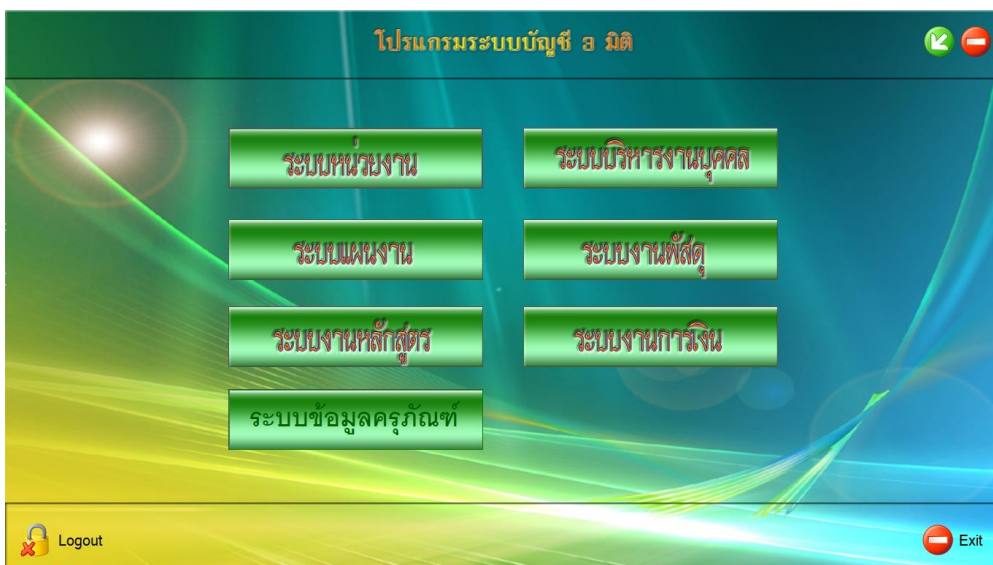 โปรแกรมระบบบัญชี 3 มิติ
ระบบหน่วยงาน
ระบบบริหารงานบุคคล
ระบบแผนงาน
ระบบงานพัสดุ
ระบบงานหลักสูตร
ระบบงานการเงิน
ระบบข้อมูลครุภัณฑ์
Logout
Exit